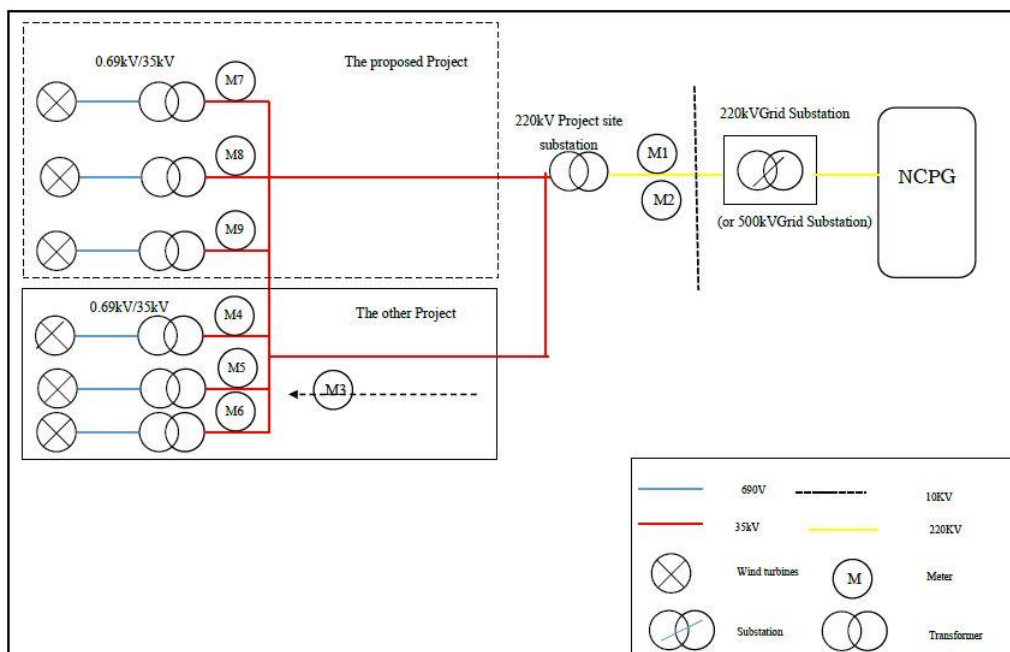 0.69kV/35kV
The proposed Project
M7
M8
M9
220kV Project site
substation
M1
M2
220kVGrid Substation
(or 500kVGrid Substation)
NCPG
0.69kV/35kV
The other Project
M4
M5
M6
M3
690V
10KV
35kV
220KV
Wind turbines
M
Meter
Substation
Transformer